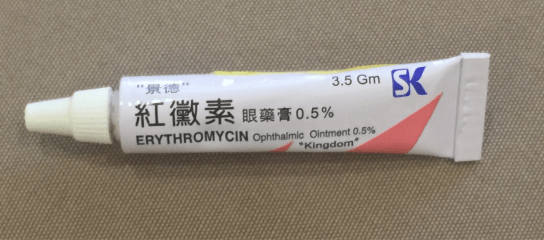 "景德"
3.5 Gm SK
紅黴素 眼藥膏 0.5%
ERYTHROMYCIN Ophthalmic Ointment 0.5%
"Kingdom"